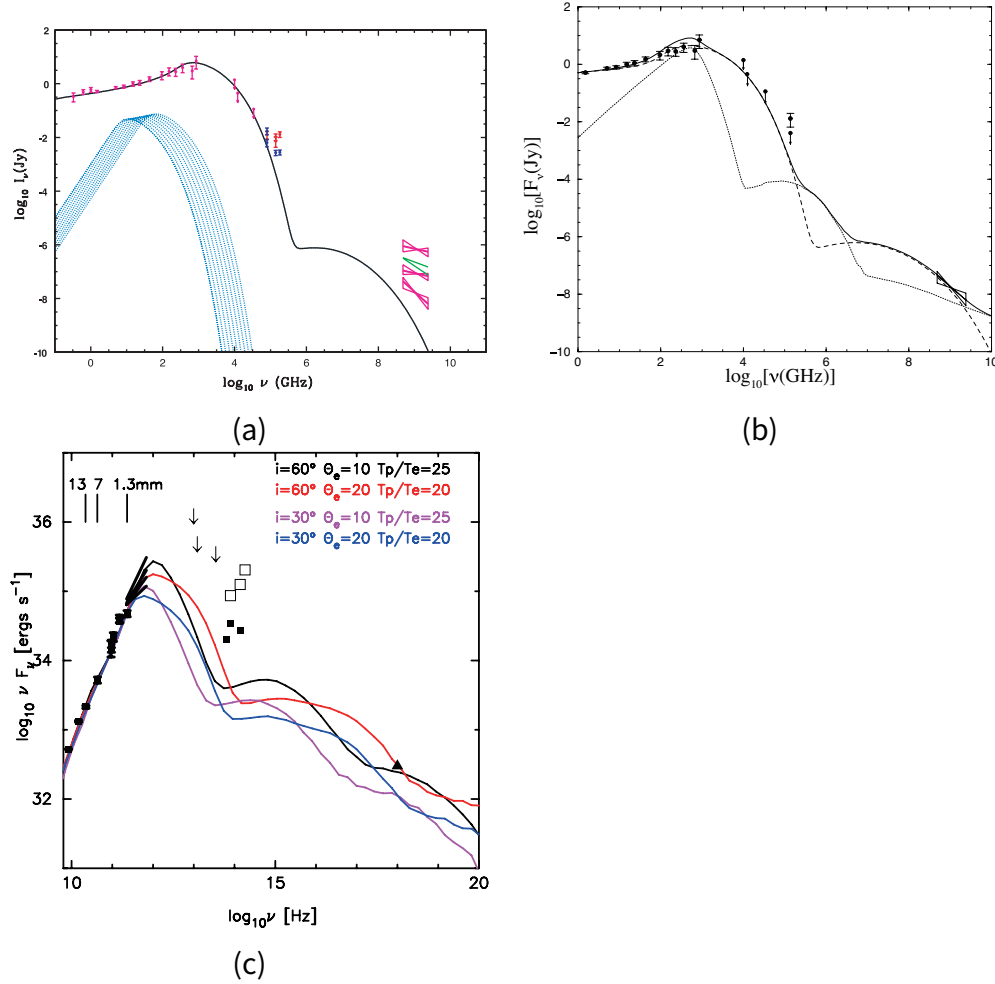 2
0
-2
-4
-6
-8
-10
log₁₀ I_ν(Jy)
0
2
4
6
8
10
log₁₀ ν (GHz)
(a)
2
0
−2
−4
−6
−8
−10
log₁₀[F_ν(Jy)]
0
2
4
6
8
10
log₁₀[ν(GHz)]
(b)
i=60° Θₑ=10 Tp/Te=25
i=60° Θₑ=20 Tp/Te=20
i=30° Θₑ=10 Tp/Te=25
i=30° Θₑ=20 Tp/Te=20
13 7 1.3mm
36
34
32
log₁₀ ν F_ν [ergs s⁻¹]
10
15
20
log₁₀ν [Hz]
(c)